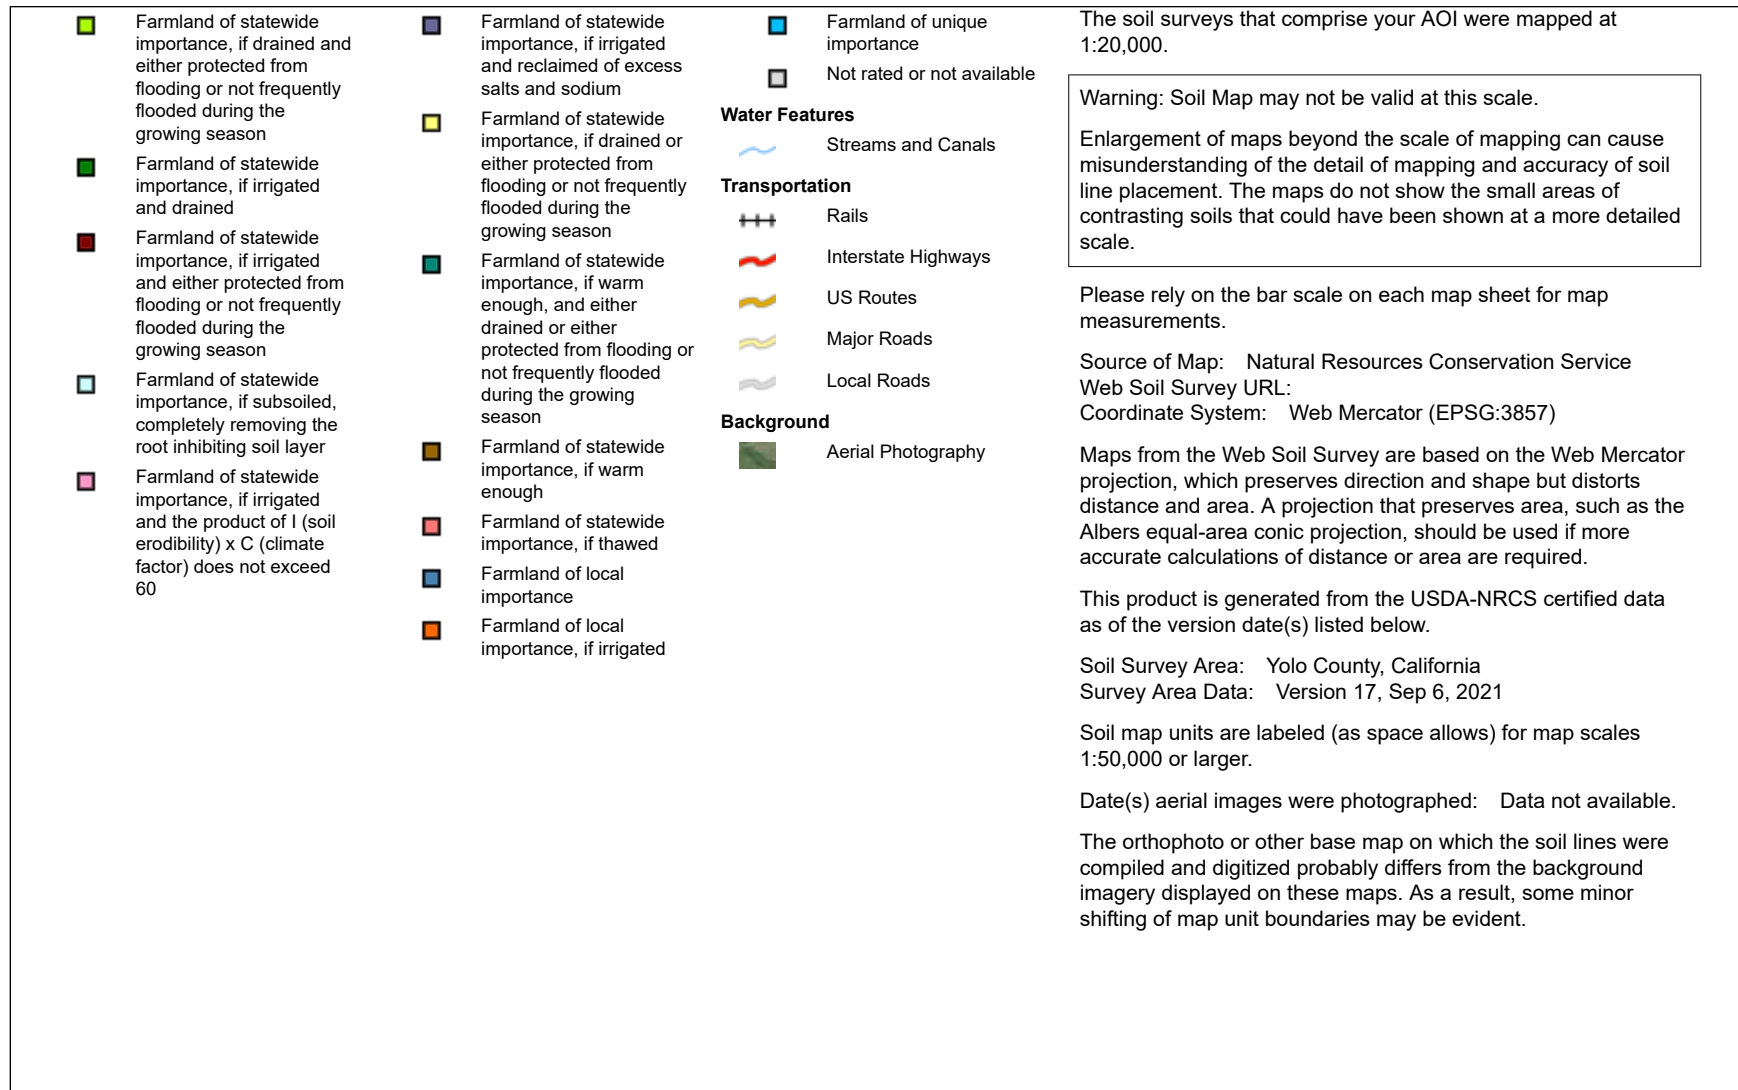 Farmland of statewide
importance, if drained and
either protected from
flooding or not frequently
flooded during the
growing season
Farmland of statewide
importance, if irrigated
and drained
Farmland of statewide
importance, if irrigated
and either protected from
flooding or not frequently
flooded during the
growing season
Farmland of statewide
importance, if subsoiled,
completely removing the
root inhibiting soil layer
Farmland of statewide
importance, if irrigated
and the product of I (soil
erodibility) x C (climate
factor) does not exceed
60
Farmland of statewide
importance, if irrigated
and reclaimed of excess
salts and sodium
Farmland of statewide
importance, if drained or
either protected from
flooding or not frequently
flooded during the
growing season
Farmland of statewide
importance, if warm
enough, and either
drained or either
protected from flooding or
not frequently flooded
during the growing
season
Farmland of statewide
importance, if warm
enough
Farmland of statewide
importance, if thawed
Farmland of local
importance
Farmland of local
importance, if irrigated
Farmland of unique
importance
Not rated or not available
Water Features
Streams and Canals
Transportation
Rails
Interstate Highways
US Routes
Major Roads
Local Roads
Background
Aerial Photography
The soil surveys that comprise your AOI were mapped at
1:20,000.
Warning: Soil Map may not be valid at this scale.
Enlargement of maps beyond the scale of mapping can cause
misunderstanding of the detail of mapping and accuracy of soil
line placement. The maps do not show the small areas of
contrasting soils that could have been shown at a more detailed
scale.
Please rely on the bar scale on each map sheet for map
measurements.
Source of Map: Natural Resources Conservation Service
Web Soil Survey URL:
Coordinate System: Web Mercator (EPSG:3857)
Maps from the Web Soil Survey are based on the Web Mercator
projection, which preserves direction and shape but distorts
distance and area. A projection that preserves area, such as the
Albers equal-area conic projection, should be used if more
accurate calculations of distance or area are required.
This product is generated from the USDA-NRCS certified data
as of the version date(s) listed below.
Soil Survey Area: Yolo County, California
Survey Area Data: Version 17, Sep 6, 2021
Soil map units are labeled (as space allows) for map scales
1:50,000 or larger.
Date(s) aerial images were photographed: Data not available.
The orthophoto or other base map on which the soil lines were
compiled and digitized probably differs from the background
imagery displayed on these maps. As a result, some minor
shifting of map unit boundaries may be evident.